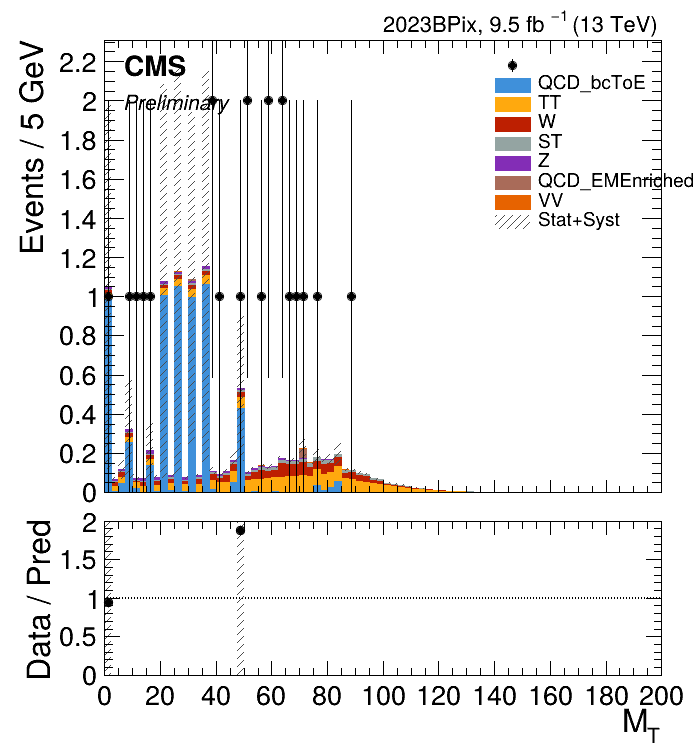 2023BPix, 9.5 fb⁻¹ (13 TeV)
CMS
Preliminary
Events / 5 GeV
2.2
2
1.8
1.6
1.4
1.2
1
0.8
0.6
0.4
0.2
0
QCD_bcToE
TT
W
ST
Z
QCD_EMEnriched
VV
Stat+Syst
Data / Pred
2
1.5
1
0.5
0
0 20 40 60 80 100 120 140 160 180 200
M_T